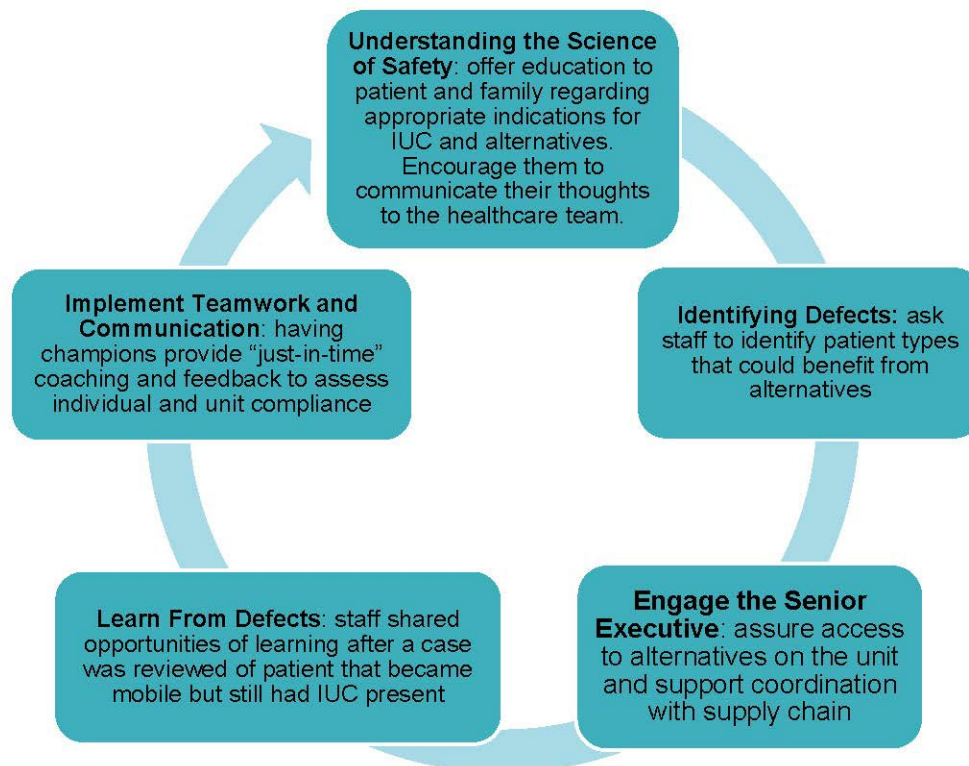 Understanding the Science
of Safety: offer education to
patient and family regarding
appropriate indications for
IUC and alternatives.
Encourage them to
communicate their thoughts
to the healthcare team.
Identifying Defects: ask
staff to identify patient types
that could benefit from
alternatives
Engage the Senior
Executive: assure access
to alternatives on the unit
and support coordination
with supply chain
Learn From Defects: staff shared
opportunities of learning after a case
was reviewed of patient that became
mobile but still had IUC present
Implement Teamwork and
Communication: having
champions provide “just-in-time”
coaching and feedback to assess
individual and unit compliance